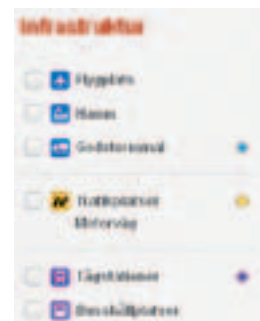 Infrastruktur
Flygplats
Hamn
Godsterminal
Trafikplatser
Motorväg
Tågstationer
Busshållplatser